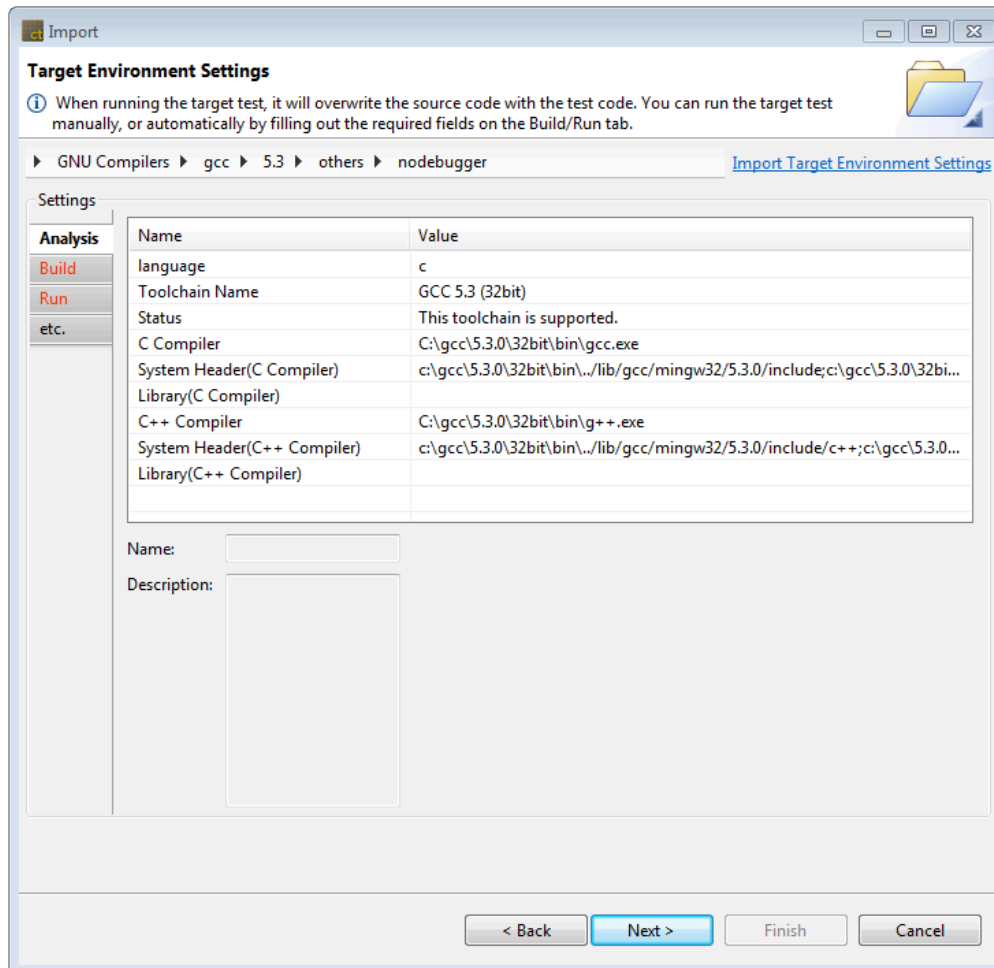 ct Import
Target Environment Settings
When running the target test, it will overwrite the source code with the test code. You can run the target test
manually, or automatically by filling out the required fields on the Build/Run tab.
GNU Compilers gcc 5.3 others nodebugger Import Target Environment Settings
Settings
Analysis
Build
Run
etc.
Name Value
language c
Toolchain Name GCC 5.3 (32bit)
Status This toolchain is supported.
C Compiler C:\gcc\5.3.0\32bit\bin\gcc.exe
System Header(C Compiler) c:\gcc\5.3.0\32bit\bin\../lib/gcc/mingw32/5.3.0/include;c:\gcc\5.3.0\32bi...
Library(C Compiler)
C++ Compiler C:\gcc\5.3.0\32bit\bin\g++.exe
System Header(C++ Compiler) c:\gcc\5.3.0\32bit\bin\../lib/gcc/mingw32/5.3.0/include/c++;c:\gcc\5.3.0...
Library(C++ Compiler)
Name:
Description:
< Back Next > Finish Cancel